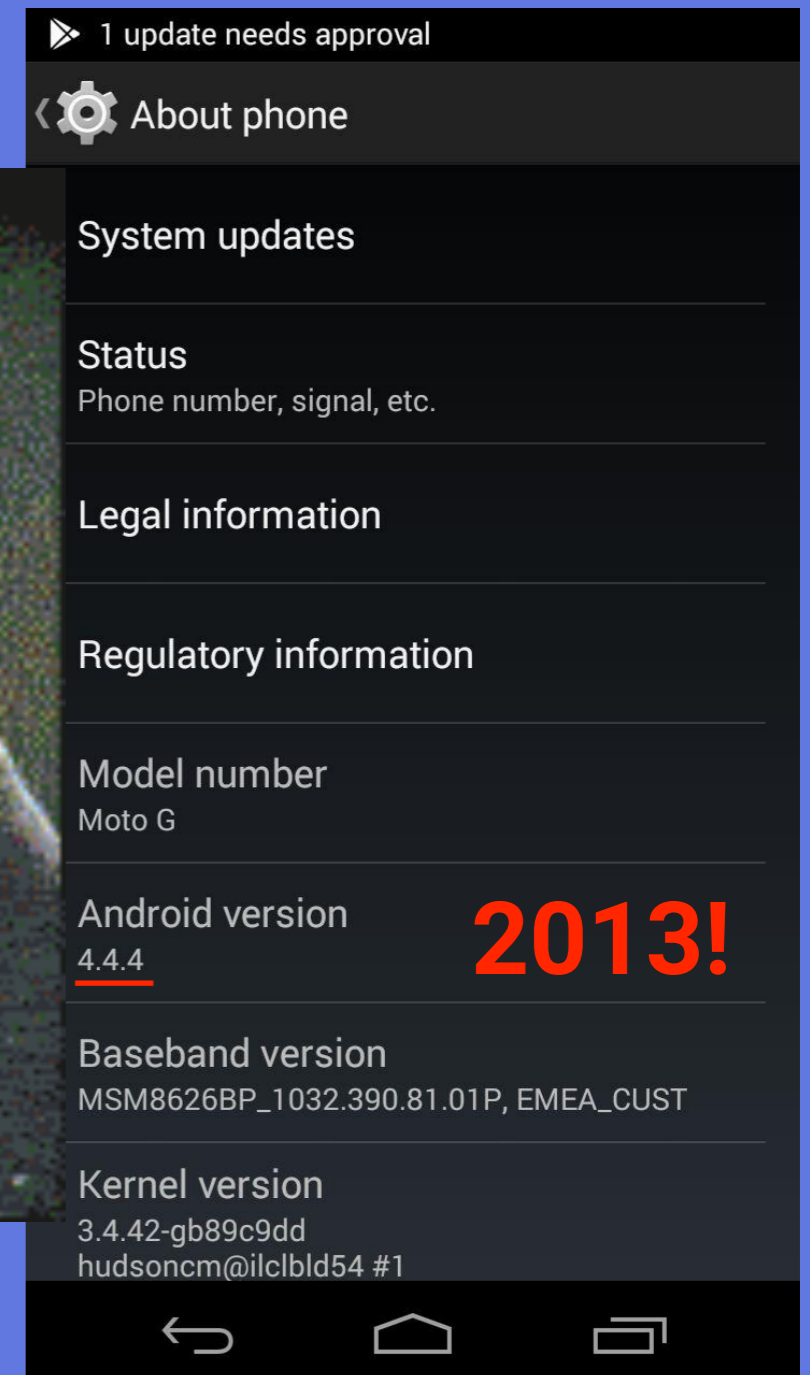 1 update needs approval
About phone
System updates
Status
Phone number, signal, etc.
Legal information
Regulatory information
Model number
Moto G
Android version
4.4.4
2013!
Baseband version
MSM8626BP_1032.390.81.01P, EMEA_CUST
Kernel version
3.4.42-gb89c9dd
hudsoncm@ilclbld54 #1